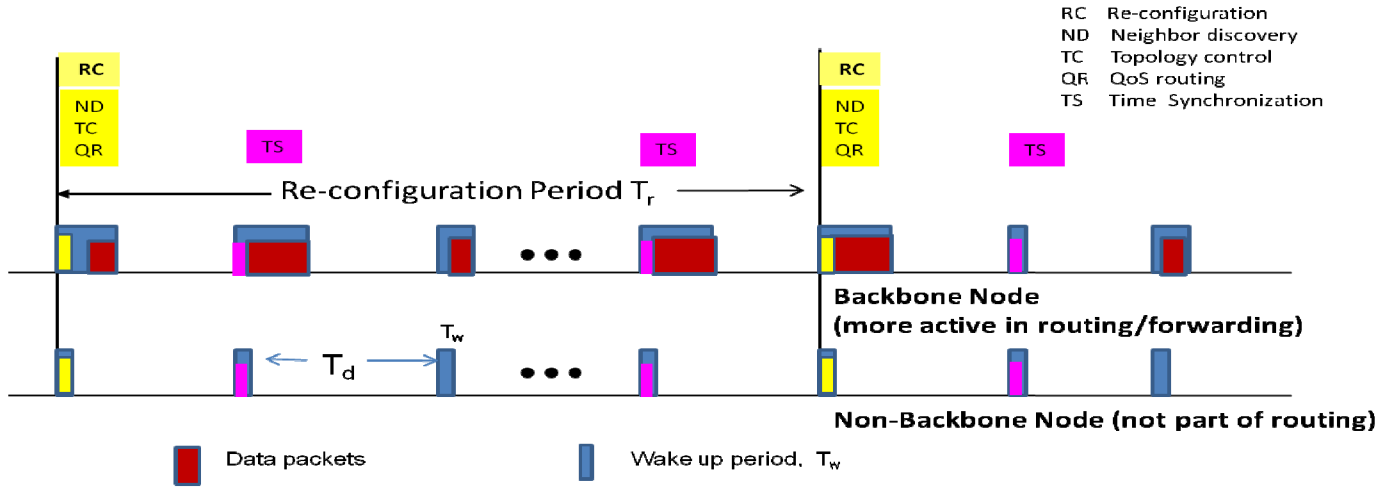 RC Re-configuration
ND Neighbor discovery
TC Topology control
QR QoS routing
TS Time Synchronization
RC
ND
TC
QR
TS
TS
RC
ND
TC
QR
TS
Re-configuration Period Tr
Backbone Node
(more active in routing/forwarding)
Tw
Td
Non-Backbone Node (not part of routing)
Data packets
Wake up period, Tw